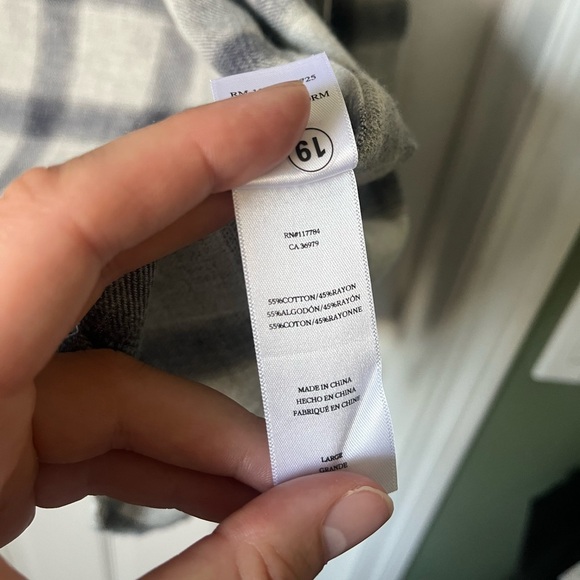 RM
19
RN#117784
CA 36979
55%COTTON/45%RAYON
55%ALGODÓN/45%RAYÓN
55%COTON/45%RAYONNE
MADE IN CHINA
HECHO EN CHINA
FABRIQUÉ EN CHINE
LARGE
GRANDE